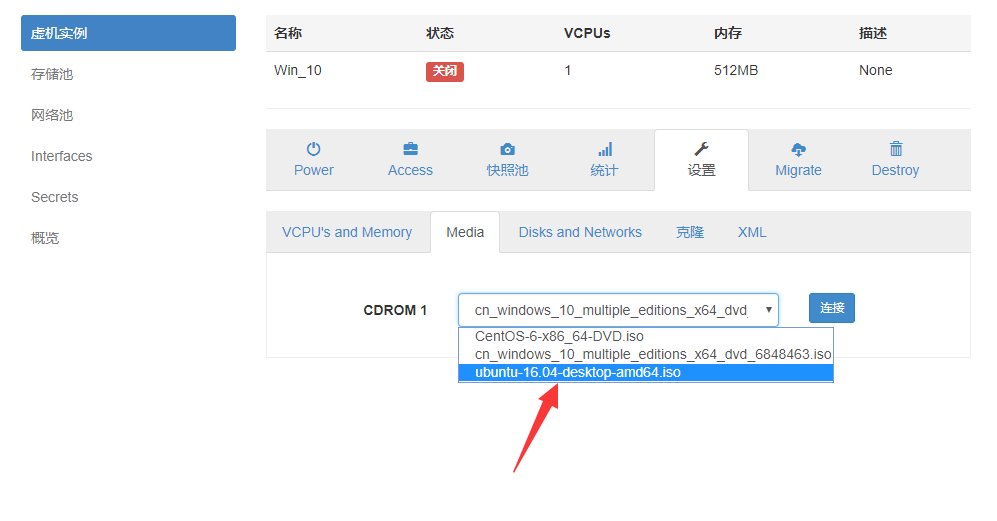 虚机实例
存储池
网络池
Interfaces
Secrets
概览
名称 状态 VCPUs 内存 描述
Win_10 关闭 1 512MB None
Power Access 快照池 统计 设置 Migrate Destroy
VCPU's and Memory Media Disks and Networks 克隆 XML
CDROM 1 cn_windows_10_multiple_editions_x64_dvd_ 连接
CentOS-6-x86_64-DVD.iso
cn_windows_10_multiple_editions_x64_dvd_6848463.iso
ubuntu-16.04-desktop-amd64.iso